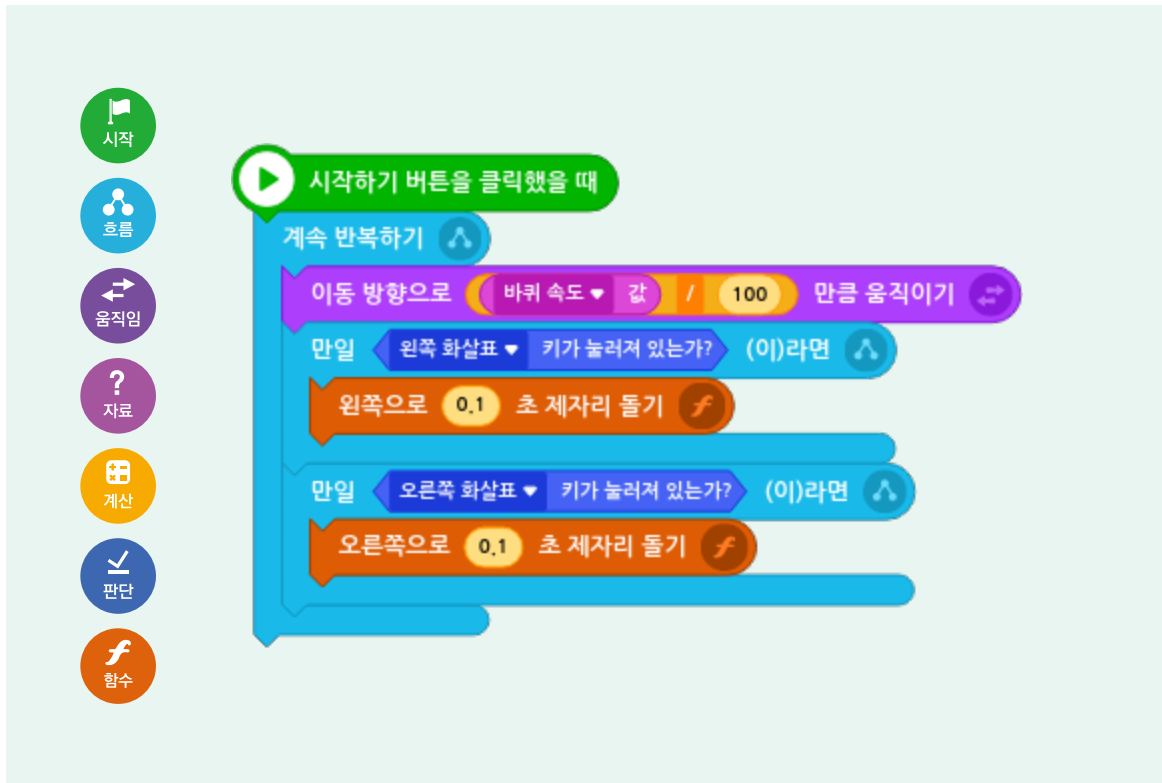 시작
흐름
움직임
자료
계산
판단
함수
시작하기 버튼을 클릭했을 때
계속 반복하기
이동 방향으로 바퀴 속도 값 / 100 만큼 움직이기
만일 왼쪽 화살표 키가 눌러져 있는가? (이)라면
왼쪽으로 0.1 초 제자리 돌기
만일 오른쪽 화살표 키가 눌러져 있는가? (이)라면
오른쪽으로 0.1 초 제자리 돌기